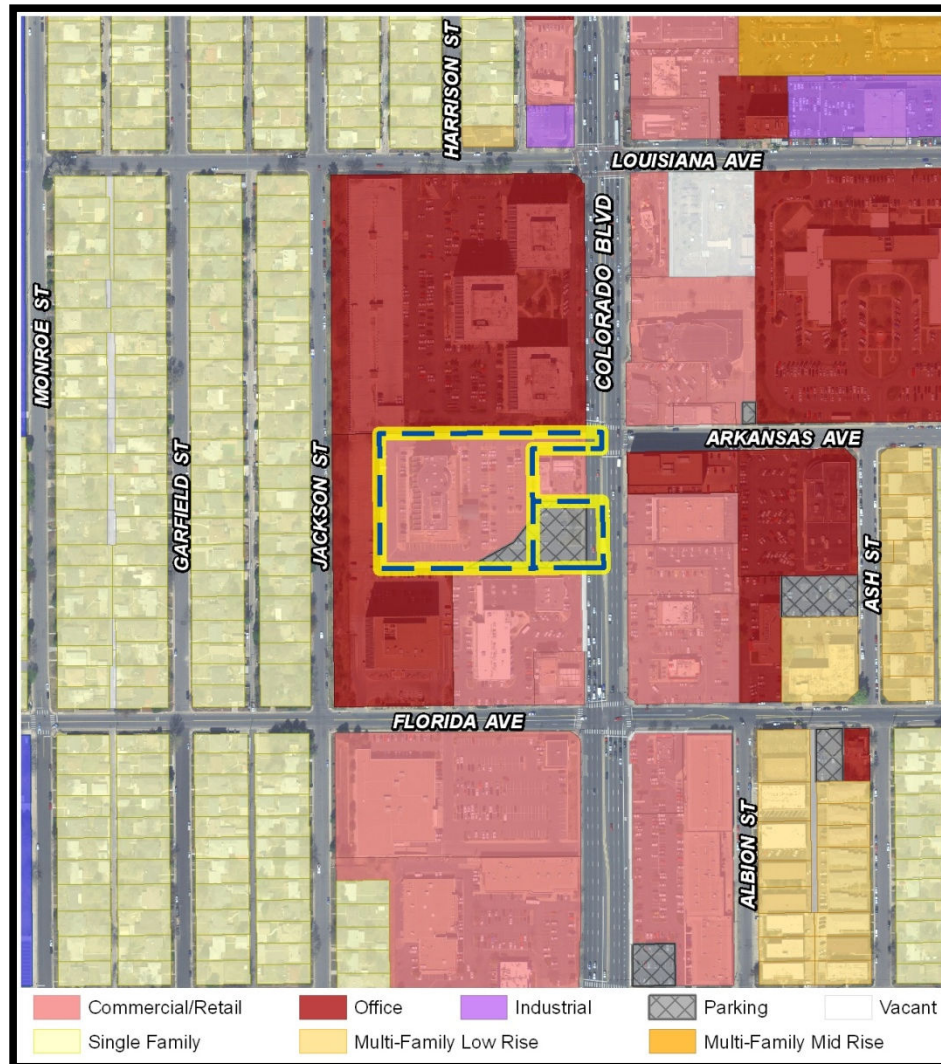 HARRISON ST
LOUISIANA AVE
COLORADO BLVD
MONROE ST
GARFIELD ST
JACKSON ST
ARKANSAS AVE
ASH ST
FLORIDA AVE
ALBION ST
Commercial/Retail
Office
Industrial
Parking
Vacant
Single Family
Multi-Family Low Rise
Multi-Family Mid Rise